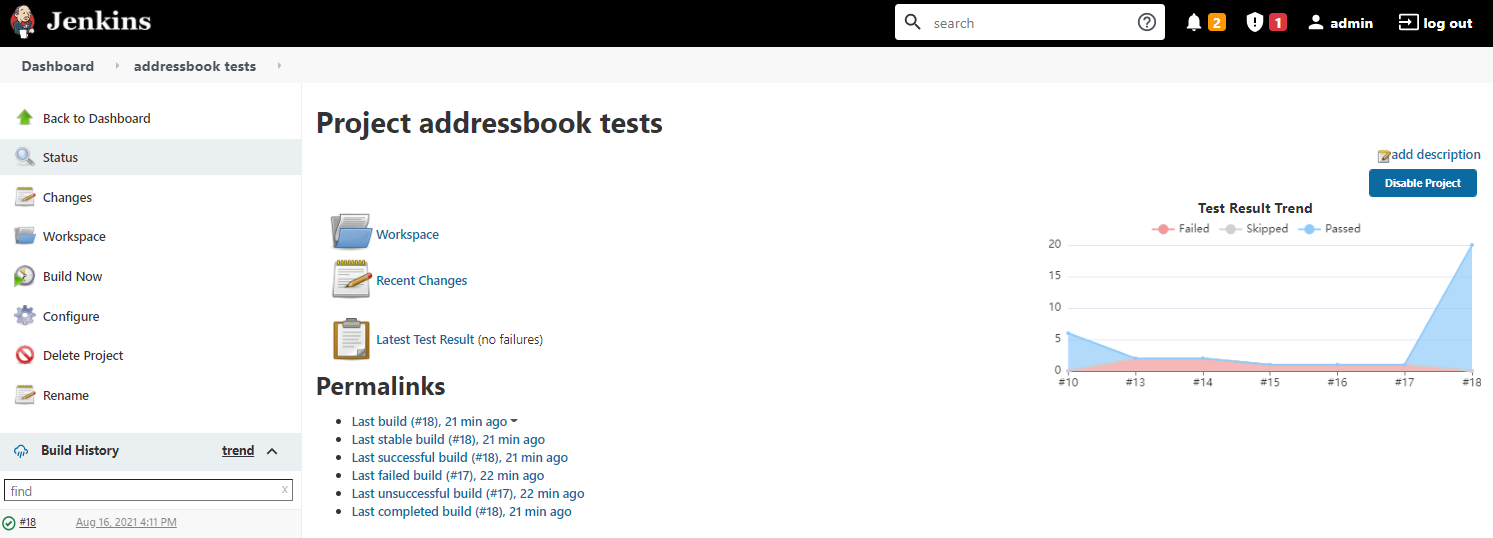 Jenkins
search
2
1
admin
log out
Dashboard
addressbook tests
Back to Dashboard
Status
Changes
Workspace
Build Now
Configure
Delete Project
Rename
Build History
trend
find
x
#18
Aug 16, 2021 4:11 PM
Project addressbook tests
add description
Disable Project
Workspace
Recent Changes
Latest Test Result (no failures)
Test Result Trend
Failed
Skipped
Passed
20
15
10
5
0
#10
#13
#14
#15
#16
#17
#18
Permalinks
Last build (#18), 21 min ago
Last stable build (#18), 21 min ago
Last successful build (#18), 21 min ago
Last failed build (#17), 22 min ago
Last unsuccessful build (#17), 22 min ago
Last completed build (#18), 21 min ago